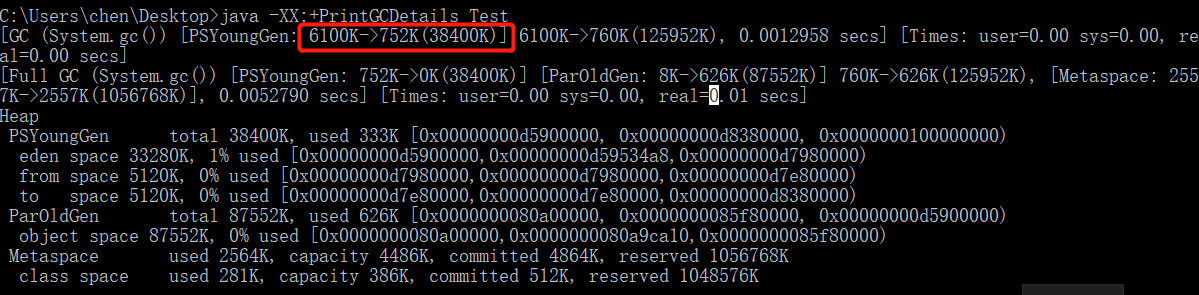 C:\Users\chen\Desktop>java -XX:+PrintGCDetails Test
[GC (System.gc()) [PSYoungGen: 6100K->752K(38400K)] 6100K->760K(125952K), 0.0012958 secs] [Times: user=0.00 sys=0.00, re
al=0.00 secs]
[Full GC (System.gc()) [PSYoungGen: 752K->0K(38400K)] [ParOldGen: 8K->626K(87552K)] 760K->626K(125952K), [Metaspace: 255
7K->2557K(1056768K)], 0.0052790 secs] [Times: user=0.00 sys=0.00, real=0.01 secs]
Heap
 PSYoungGen      total 38400K, used 333K [0x00000000d5900000, 0x00000000d8380000, 0x0000000100000000)
  eden space 33280K, 1% used [0x00000000d5900000,0x00000000d59534a8,0x00000000d7980000)
  from space 5120K, 0% used [0x00000000d7980000,0x00000000d7980000,0x00000000d7e80000)
  to   space 5120K, 0% used [0x00000000d7e80000,0x00000000d7e80000,0x00000000d8380000)
 ParOldGen       total 87552K, used 626K [0x0000000080a00000, 0x0000000085f80000, 0x00000000d5900000)
  object space 87552K, 0% used [0x0000000080a00000,0x0000000080a9ca10,0x0000000085f80000)
 Metaspace       used 2564K, capacity 4486K, committed 4864K, reserved 1056768K
  class space    used 281K, capacity 386K, committed 512K, reserved 1048576K